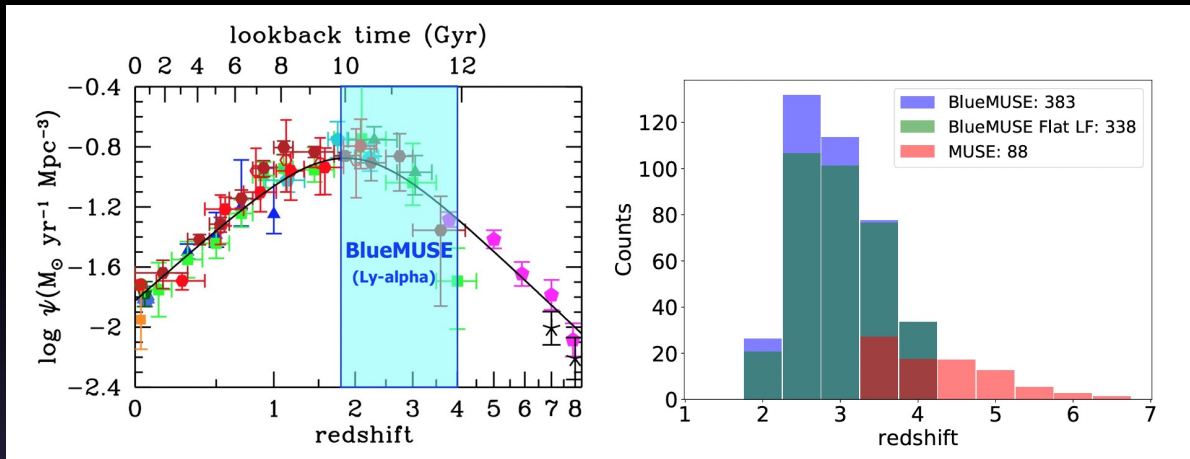 lookback time (Gyr)
0 2 4 6 8 10 12
−0.4
−0.8
−1.2
−1.6
−2
−2.4
log ψ(M☉ yr⁻¹ Mpc⁻³)
BlueMUSE
(Ly-alpha)
0 1 2 3 4 5 6 7 8
redshift
BlueMUSE: 383
BlueMUSE Flat LF: 338
MUSE: 88
120
100
80
60
40
20
0
Counts
1 2 3 4 5 6 7
redshift